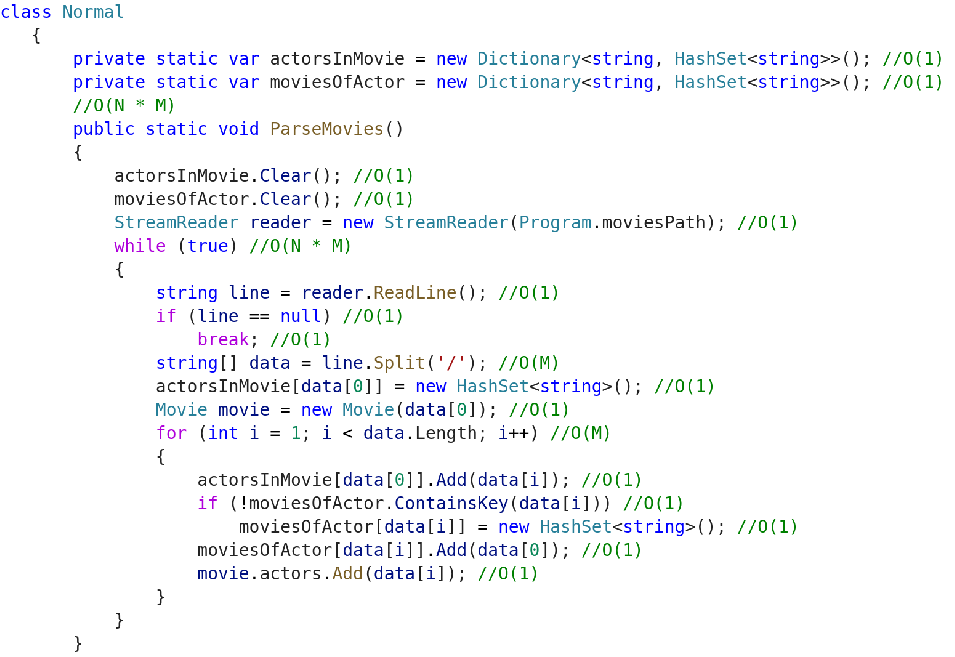 class Normal
{
private static var actorsInMovie = new Dictionary<string, HashSet<string>>(); //O(1)
private static var moviesOfActor = new Dictionary<string, HashSet<string>>(); //O(1)
//O(N * M)
public static void ParseMovies()
{
actorsInMovie.Clear(); //O(1)
moviesOfActor.Clear(); //O(1)
StreamReader reader = new StreamReader(Program.moviesPath); //O(1)
while (true) //O(N * M)
{
string line = reader.ReadLine(); //O(1)
if (line == null) //O(1)
break; //O(1)
string[] data = line.Split('/'); //O(M)
actorsInMovie[data[0]] = new HashSet<string>(); //O(1)
Movie movie = new Movie(data[0]); //O(1)
for (int i = 1; i < data.Length; i++) //O(M)
{
actorsInMovie[data[0]].Add(data[i]); //O(1)
if (!moviesOfActor.ContainsKey(data[i])) //O(1)
moviesOfActor[data[i]] = new HashSet<string>(); //O(1)
moviesOfActor[data[i]].Add(data[0]); //O(1)
movie.actors.Add(data[i]); //O(1)
}
}
}